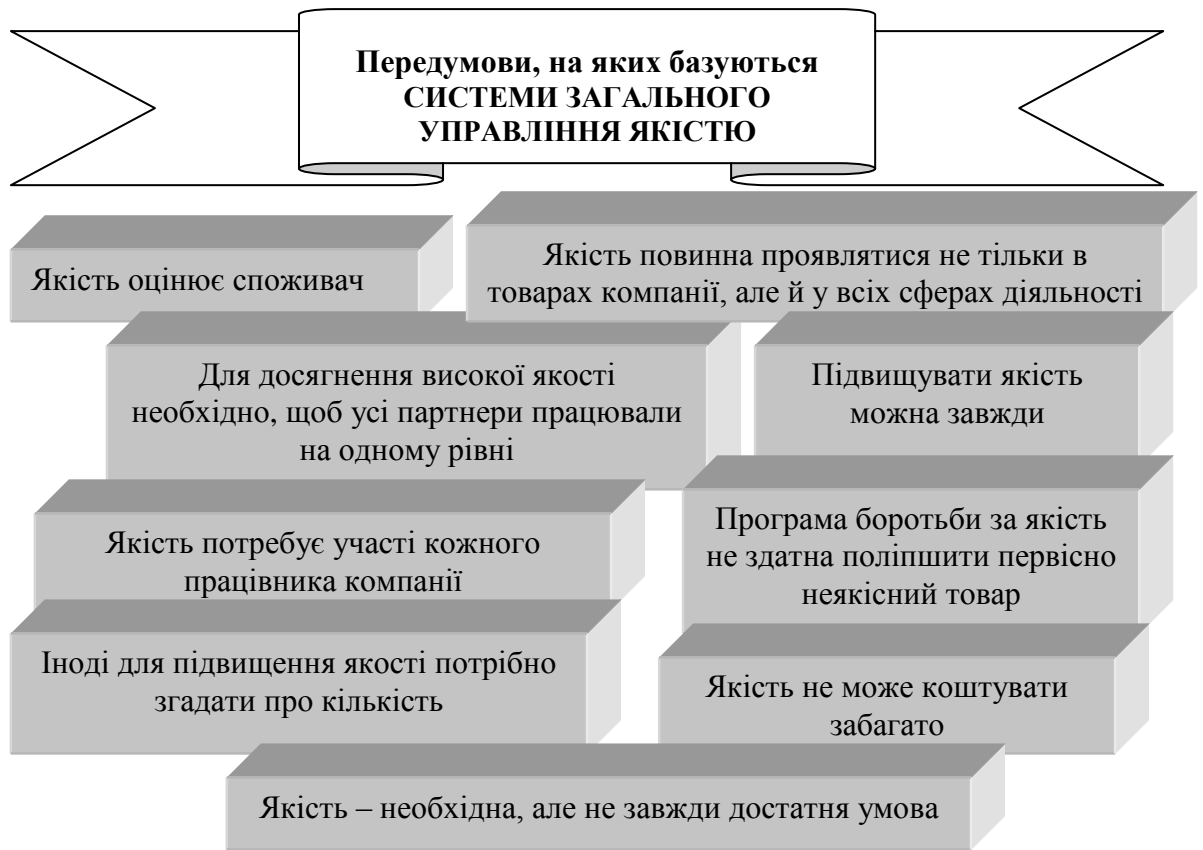 Передумови, на яких базуються
СИСТЕМИ ЗАГАЛЬНОГО
УПРАВЛІННЯ ЯКІСТЮ
Якість оцінює споживач
Якість повинна проявлятися не тільки в
товарах компанії, але й у всіх сферах діяльності
Для досягнення високої якості
необхідно, щоб усі партнери працювали
на одному рівні
Підвищувати якість
можна завжди
Якість потребує участі кожного
працівника компанії
Програма боротьби за якість
не здатна поліпшити первісно
неякісний товар
Іноді для підвищення якості потрібно
згадати про кількість
Якість не може коштувати
забагато
Якість – необхідна, але не завжди достатня умова